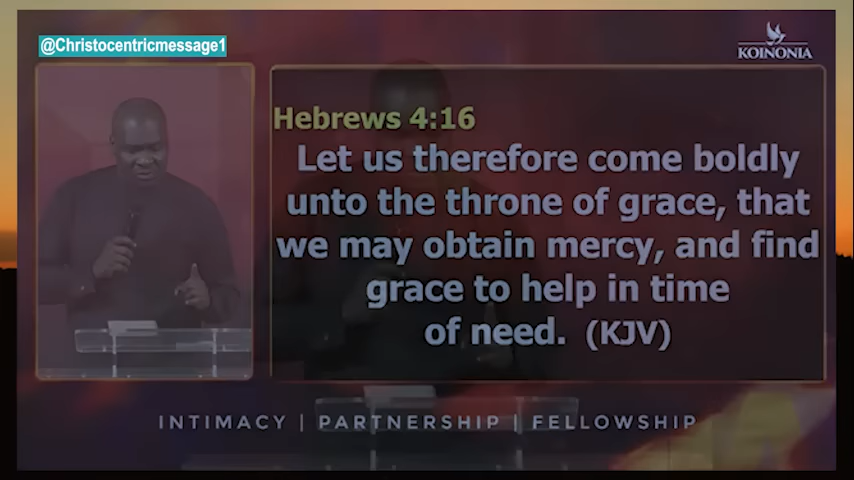 @Christocentricmessage1
KOINONIA
Hebrews 4:16
Let us therefore come boldly
unto the throne of grace, that
we may obtain mercy, and find
grace to help in time
of need. (KJV)
INTIMACY | PARTNERSHIP | FELLOWSHIP